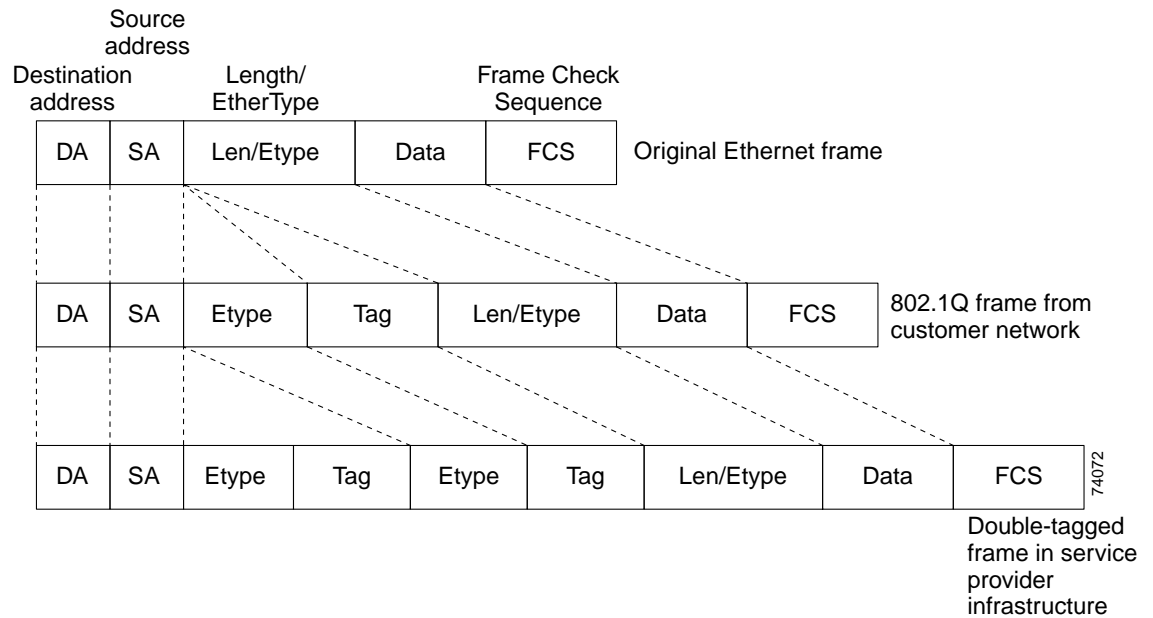 Source
address
Destination
address
Length/
EtherType
Frame Check
Sequence
DA SA Len/Etype Data FCS Original Ethernet frame
DA SA Etype Tag Len/Etype Data FCS
802.1Q frame from
customer network
DA SA Etype Tag Etype Tag Len/Etype Data FCS
74072
Double-tagged
frame in service
provider
infrastructure